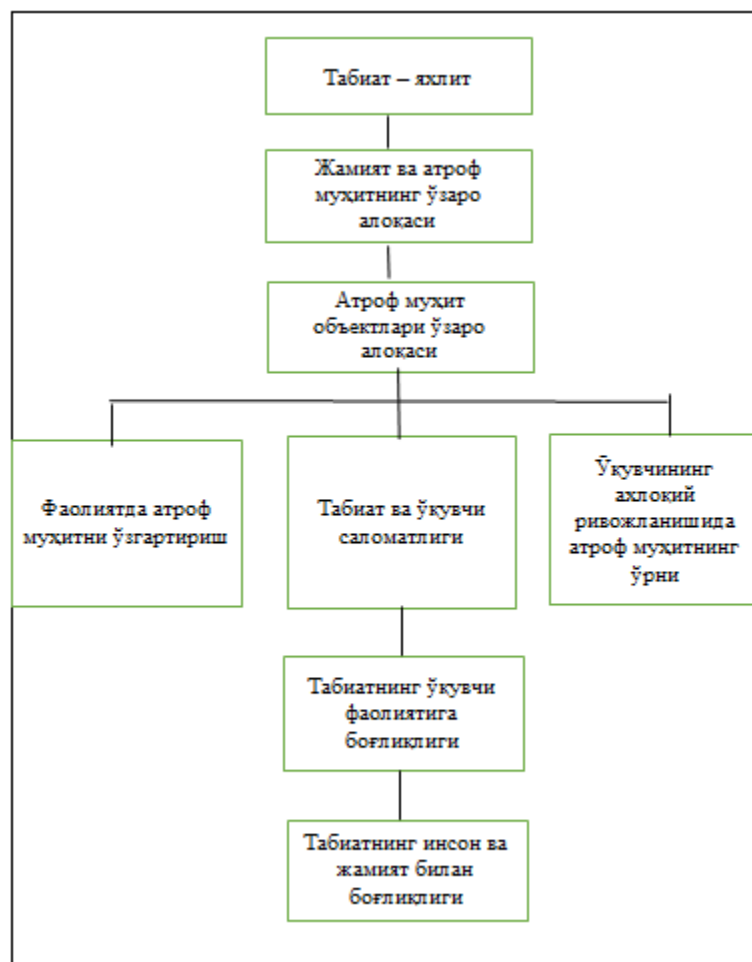 Табиат – яхлит
Жамият ва атроф
муҳитнинг ўзаро
алоқаси
Атроф муҳит
объектлари ўзаро
алоқаси
Фаолиятда атроф
муҳитни ўзгартириш
Табиат ва ўқувчи
саломатлиги
Ўқувчининг
ахлоқий
ривожланишида
атроф муҳитнинг
ўрни
Табиатнинг ўқувчи
фаолиятига
боғлиқлиги
Табиатнинг инсон ва
жамият билан
боғлиқлиги